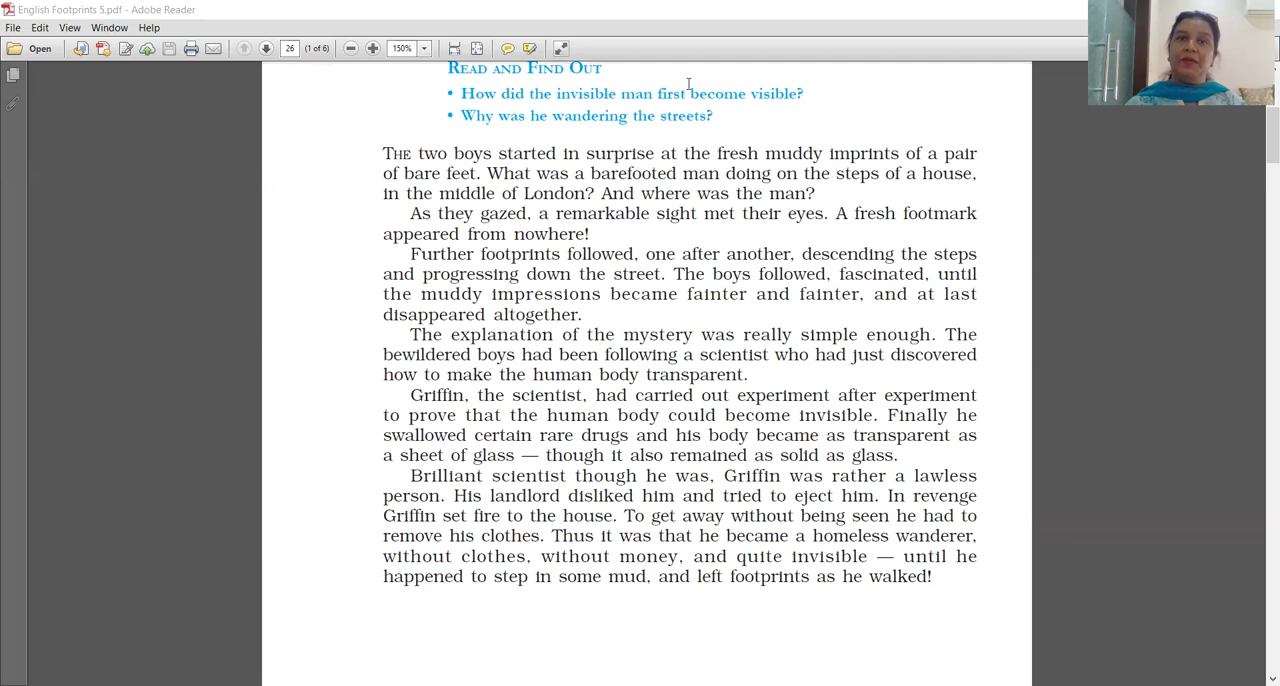 English Footprints 5.pdf - Adobe Reader
File Edit View Window Help
Open 26 (1 of 6) 150%
READ AND FIND OUT
• How did the invisible man first become visible?
• Why was he wandering the streets?
THE two boys started in surprise at the fresh muddy imprints of a pair
of bare feet. What was a barefooted man doing on the steps of a house,
in the middle of London? And where was the man?
As they gazed, a remarkable sight met their eyes. A fresh footmark
appeared from nowhere!
Further footprints followed, one after another, descending the steps
and progressing down the street. The boys followed, fascinated, until
the muddy impressions became fainter and fainter, and at last
disappeared altogether.
The explanation of the mystery was really simple enough. The
bewildered boys had been following a scientist who had just discovered
how to make the human body transparent.
Griffin, the scientist, had carried out experiment after experiment
to prove that the human body could become invisible. Finally he
swallowed certain rare drugs and his body became as transparent as
a sheet of glass — though it also remained as solid as glass.
Brilliant scientist though he was, Griffin was rather a lawless
person. His landlord disliked him and tried to eject him. In revenge
Griffin set fire to the house. To get away without being seen he had to
remove his clothes. Thus it was that he became a homeless wanderer,
without clothes, without money, and quite invisible — until he
happened to step in some mud, and left footprints as he walked!